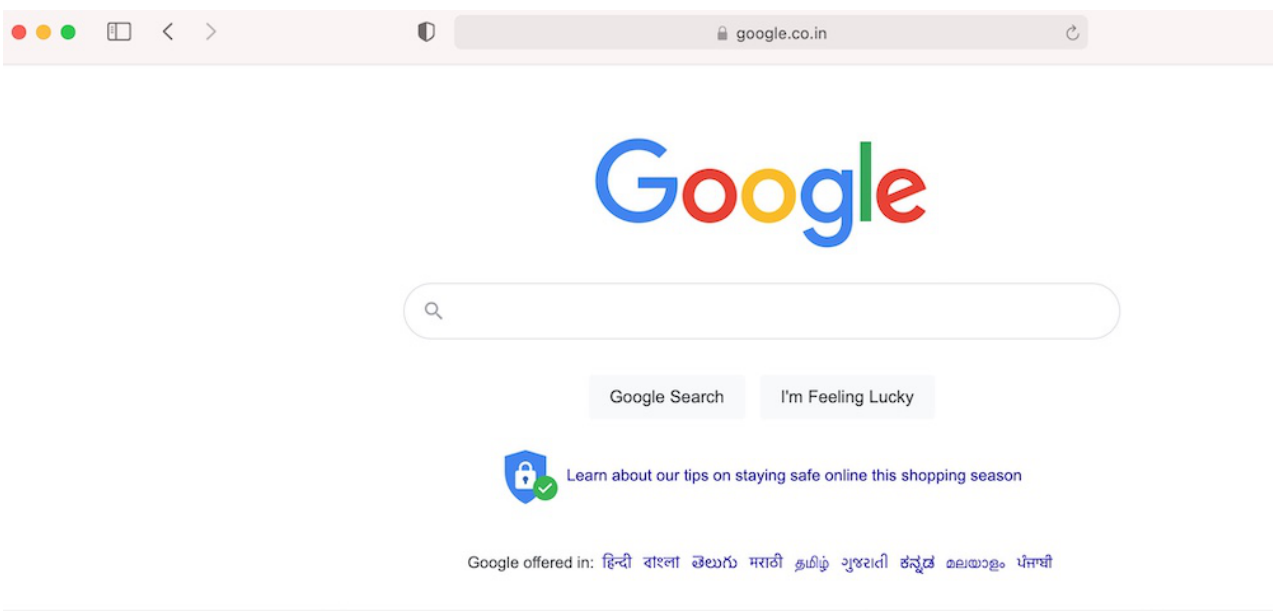 google.co.in
Google
Google Search I'm Feeling Lucky
Learn about our tips on staying safe online this shopping season
Google offered in: हिन्दी বাংলা తెలుగు मराठी தமிழ் ગુજરાતી ಕನ್ನಡ മലയാളം ਪੰਜਾਬੀ